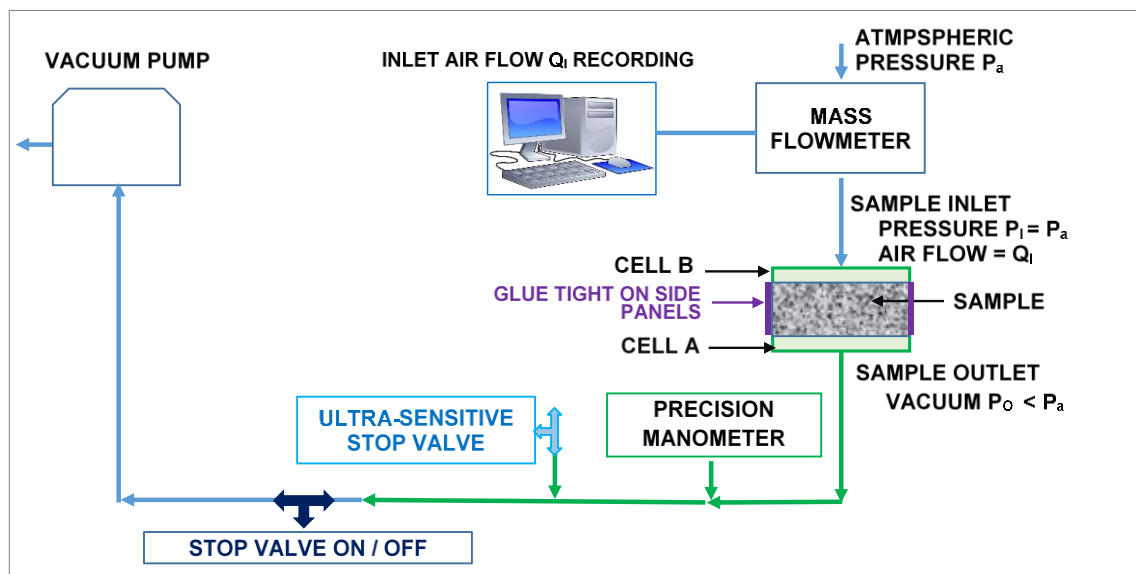 VACUUM PUMP
INLET AIR FLOW QI RECORDING
ATMPSPHERIC
PRESSURE Pa
MASS
FLOWMETER
SAMPLE INLET
PRESSURE PI = Pa
AIR FLOW = QI
CELL B
GLUE TIGHT ON SIDE
PANELS
SAMPLE
CELL A
SAMPLE OUTLET
VACUUM PO < Pa
ULTRA-SENSITIVE
STOP VALVE
PRECISION
MANOMETER
STOP VALVE ON / OFF